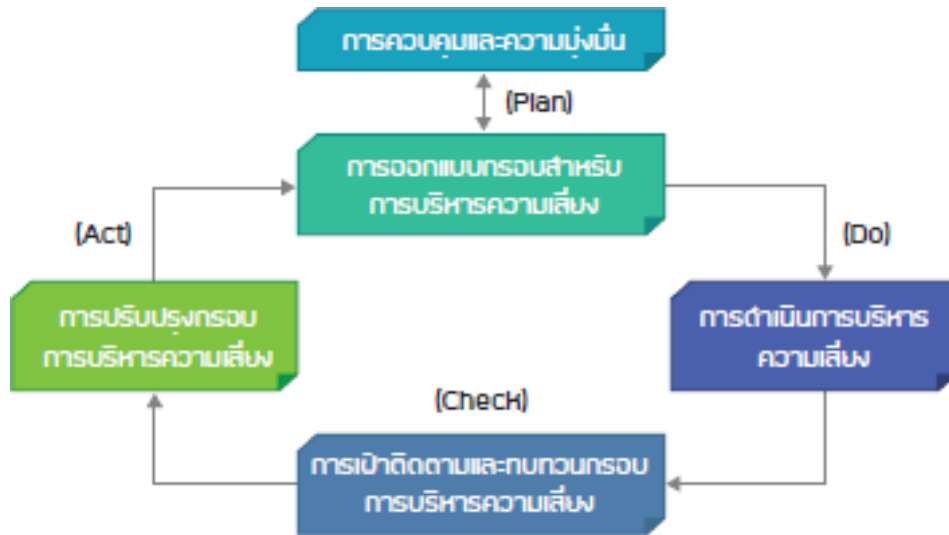 การควบคุมและความมุ่งมั่น
(Plan)
การออกแบบกรอบสำหรับ
การบริหารความเสี่ยง
(Act)
(Do)
การปรับปรุงกรอบ
การบริหารความเสี่ยง
การดำเนินการบริหาร
ความเสี่ยง
(Check)
การเฝ้าติดตามและทบทวนกรอบ
การบริหารความเสี่ยง